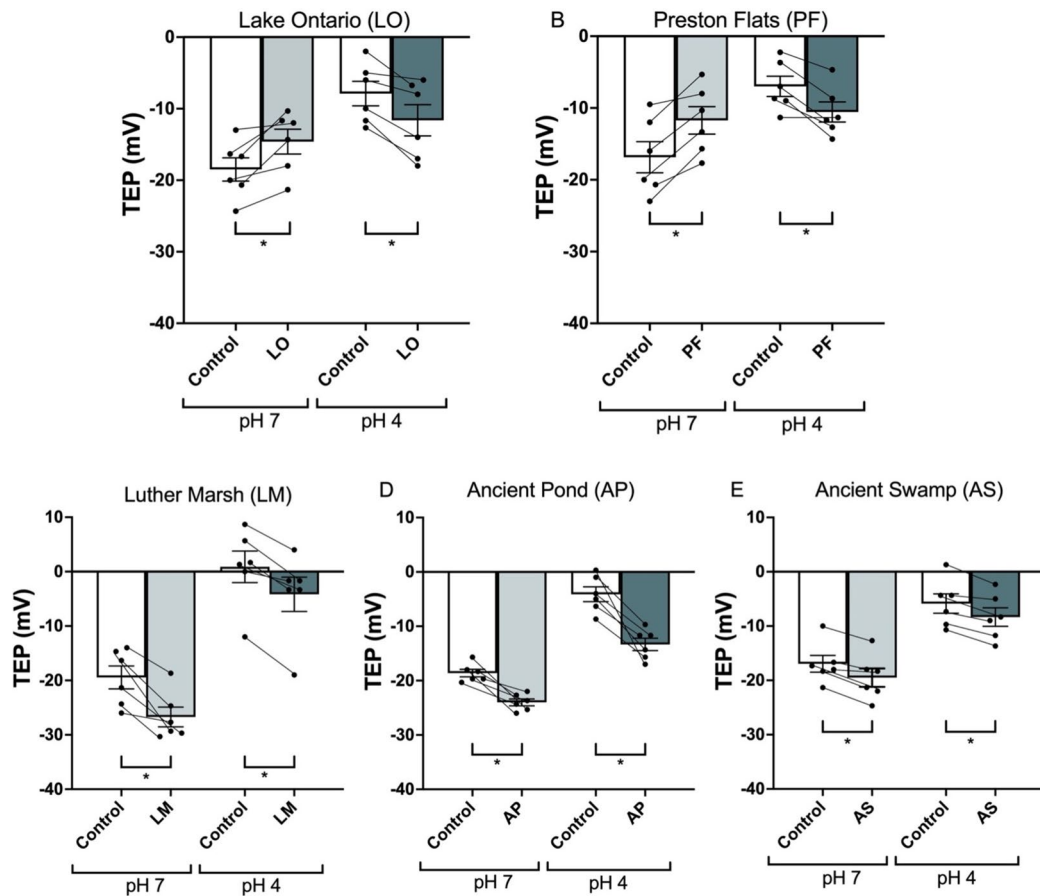 Lake Ontario (LO)
TEP (mV)
0
-10
-20
-30
-40
*
*
Control
LO
Control
LO
pH 7
pH 4
B
Preston Flats (PF)
TEP (mV)
0
-10
-20
-30
-40
*
*
Control
PF
Control
PF
pH 7
pH 4
Luther Marsh (LM)
TEP (mV)
10
0
-10
-20
-30
-40
*
*
Control
LM
Control
LM
pH 7
pH 4
D
Ancient Pond (AP)
TEP (mV)
10
0
-10
-20
-30
-40
*
*
Control
AP
Control
AP
pH 7
pH 4
E
Ancient Swamp (AS)
TEP (mV)
10
0
-10
-20
-30
-40
*
*
Control
AS
Control
AS
pH 7
pH 4